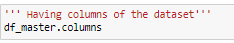 ''' Having columns of the dataset'''
df_master.columns